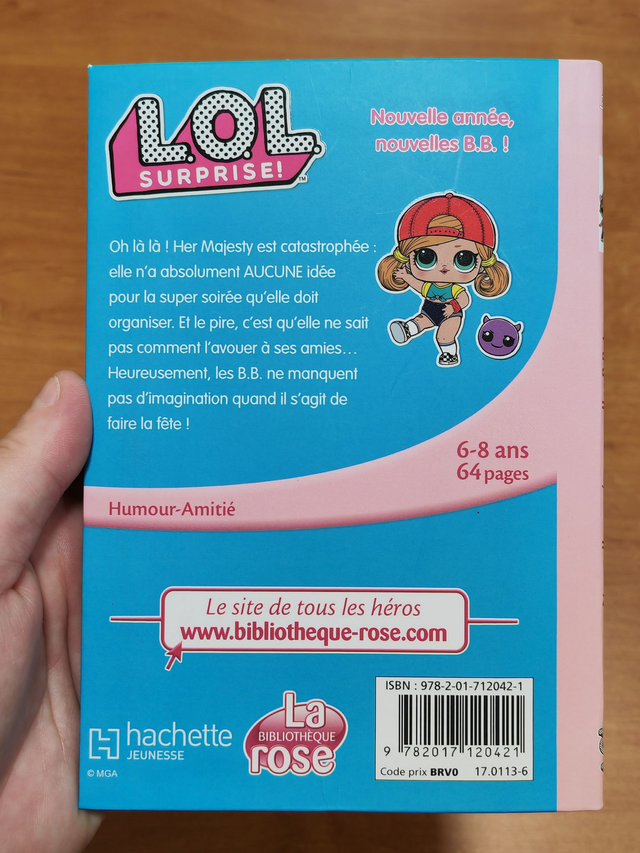 L.O.L.
SURPRISE!™
Nouvelle année,
nouvelles B.B. !
Oh là là ! Her Majesty est catastrophée :
elle n'a absolument AUCUNE idée
pour la super soirée qu'elle doit
organiser. Et le pire, c'est qu'elle ne sait
pas comment l'avouer à ses amies…
Heureusement, les B.B. ne manquent
pas d'imagination quand il s'agit de
faire la fête !
6-8 ans
64 pages
Humour-Amitié
Le site de tous les héros
www.bibliotheque-rose.com
ISBN : 978-2-01-712042-1
9 782017 120421
Code prix BRV0 17.0113-6
hachette
JEUNESSE
© MGA
La
BIBLIOTHÈQUE
rose